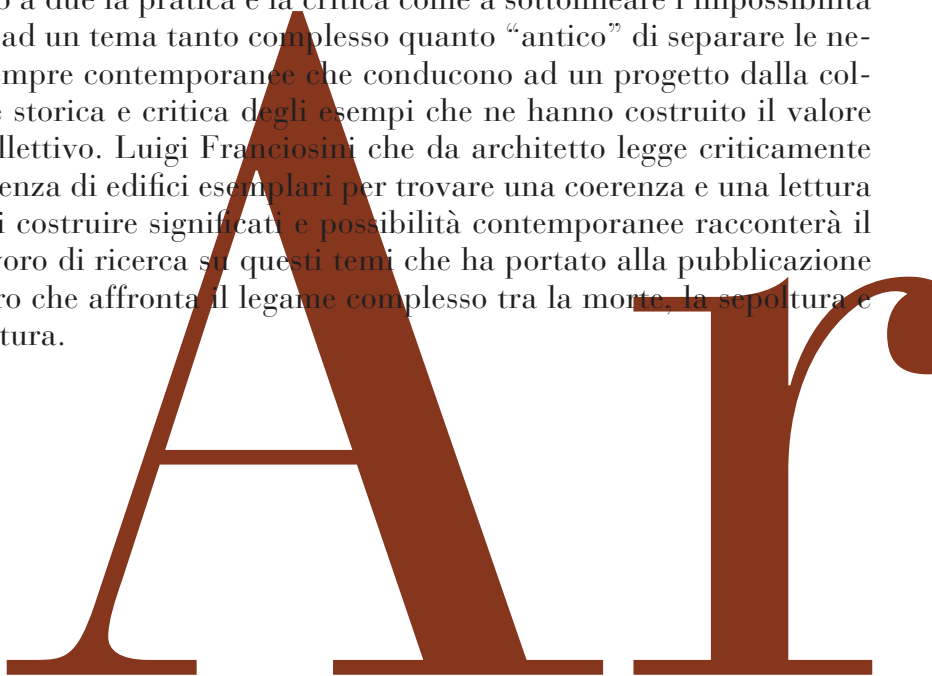 a due la pratica e la critica come a sottolineare l'impossibilità
ad un tema tanto complesso quanto “antico” di separare le ne-
mpre contemporanee che conducono ad un progetto dalla col-
storica e critica degli esempi che ne hanno costruito il valore
llettivo. Luigi Franciosini che da architetto legge criticamente
enza di edifici esemplari per trovare una coerenza e una lettura
i costruire significati e possibilità contemporanee racconterà il
voro di ricerca su questi temi che ha portato alla pubblicazione
ro che affronta il legame complesso tra la morte, la sepoltura e
tura.
Ar